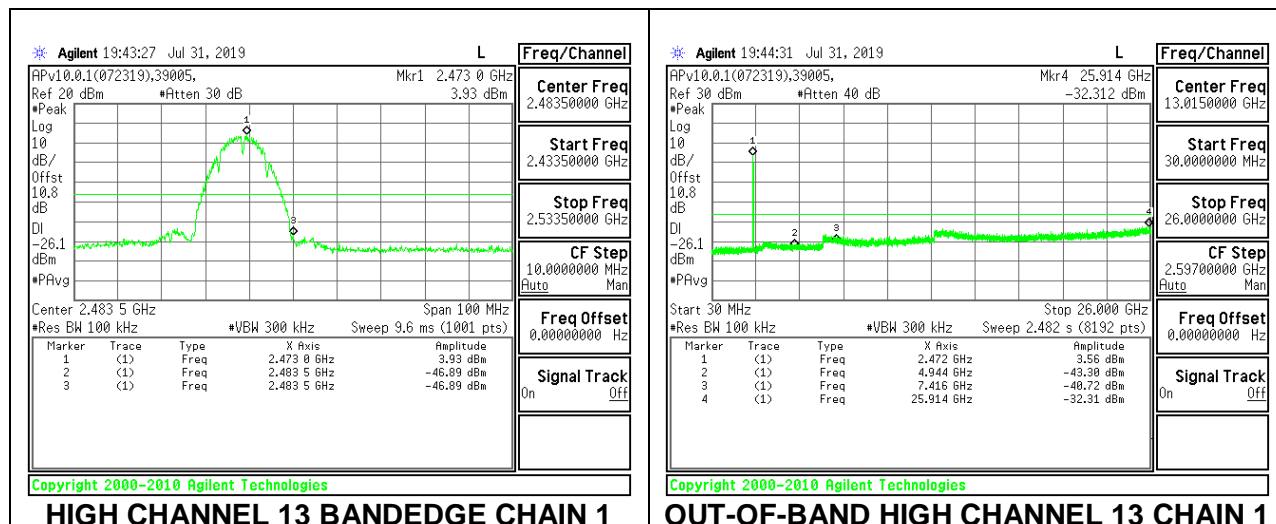 Agilent 19:43:27 Jul 31, 2019 L
APv10.0.1(072319),39005, Mkr1 2.473 0 GHz
Ref 20 dBm #Atten 30 dB 3.93 dBm
#Peak
Log
10
dB/
Offst
10.8
dB
DI
-26.1
dBm
#PAvg
1
3
Center 2.483 5 GHz Span 100 MHz
#Res BW 100 kHz #VBW 300 kHz Sweep 9.6 ms (1001 pts)
Marker Trace Type X Axis Amplitude
1 (1) Freq 2.473 0 GHz 3.93 dBm
2 (1) Freq 2.483 5 GHz -46.89 dBm
3 (1) Freq 2.483 5 GHz -46.89 dBm
Copyright 2000-2010 Agilent Technologies
Freq/Channel
Center Freq
2.48350000 GHz
Start Freq
2.43350000 GHz
Stop Freq
2.53350000 GHz
CF Step
10.0000000 MHz
Auto Man
Freq Offset
0.00000000 Hz
Signal Track
On Off
HIGH CHANNEL 13 BANDEDGE CHAIN 1
Agilent 19:44:31 Jul 31, 2019 L
APv10.0.1(072319),39005, Mkr4 25.914 GHz
Ref 30 dBm #Atten 40 dB -32.312 dBm
#Peak
Log
10
dB/
Offst
10.8
dB
DI
-26.1
dBm
#PAvg
1
2
3
4
Start 30 MHz Stop 26.000 GHz
#Res BW 100 kHz #VBW 300 kHz Sweep 2.482 s (8192 pts)
Marker Trace Type X Axis Amplitude
1 (1) Freq 2.472 GHz 3.56 dBm
2 (1) Freq 4.944 GHz -43.30 dBm
3 (1) Freq 7.416 GHz -40.72 dBm
4 (1) Freq 25.914 GHz -32.31 dBm
Copyright 2000-2010 Agilent Technologies
Freq/Channel
Center Freq
13.0150000 GHz
Start Freq
30.0000000 MHz
Stop Freq
26.0000000 GHz
CF Step
2.59700000 GHz
Auto Man
Freq Offset
0.00000000 Hz
Signal Track
On Off
OUT-OF-BAND HIGH CHANNEL 13 CHAIN 1